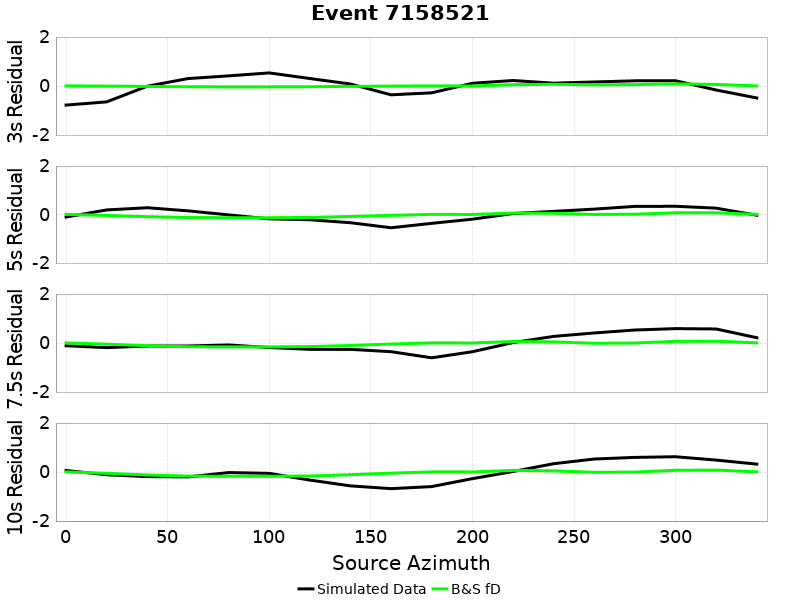 Event 7158521
2
0
-2
3s Residual
2
0
-2
5s Residual
2
0
-2
7.5s Residual
2
0
-2
10s Residual
0 50 100 150 200 250 300
Source Azimuth
Simulated Data B&S fD